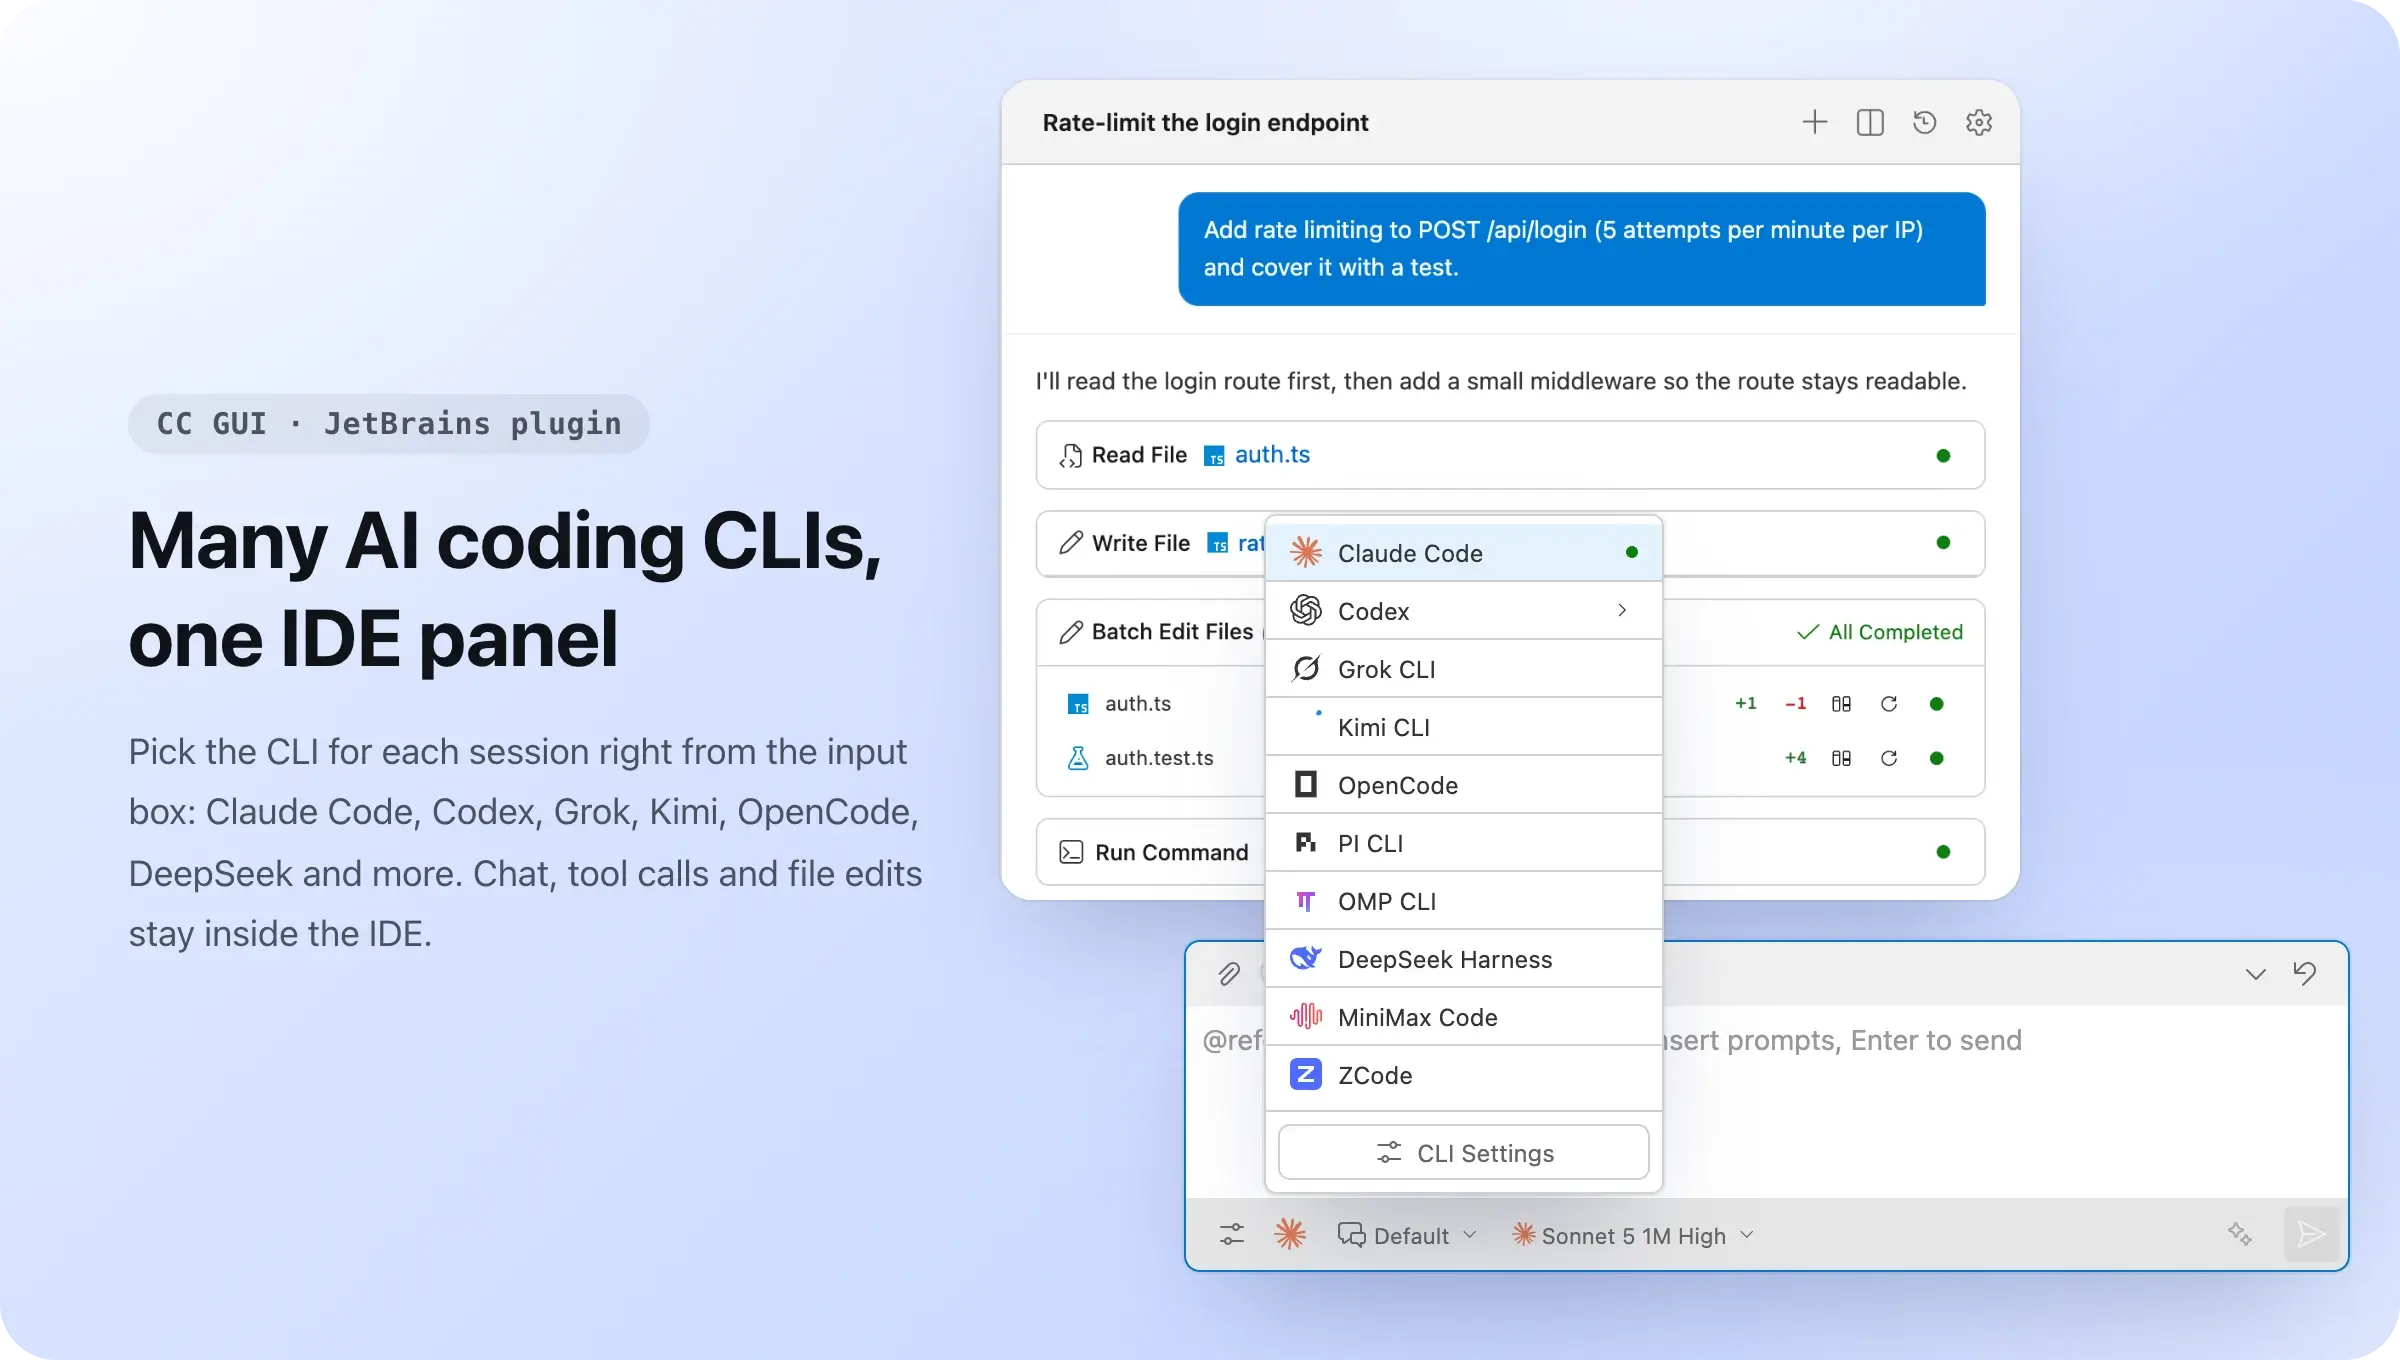 CC GUI · JetBrains plugin
Many AI coding CLIs,
one IDE panel
Pick the CLI for each session right from the input
box: Claude Code, Codex, Grok, Kimi, OpenCode,
DeepSeek and more. Chat, tool calls and file edits
stay inside the IDE.
Rate-limit the login endpoint
Add rate limiting to POST /api/login (5 attempts per minute per IP)
and cover it with a test.
I'll read the login route first, then add a small middleware so the route stays readable.
Read File TS auth.ts
Write File TS
Batch Edit Files
All Completed
TS auth.ts
+1 −1
auth.test.ts
+4
Run Command
Claude Code
Codex
Grok CLI
Kimi CLI
OpenCode
PI CLI
OMP CLI
DeepSeek Harness
MiniMax Code
ZCode
CLI Settings
prompts, Enter to send
Default
Sonnet 5 1M High